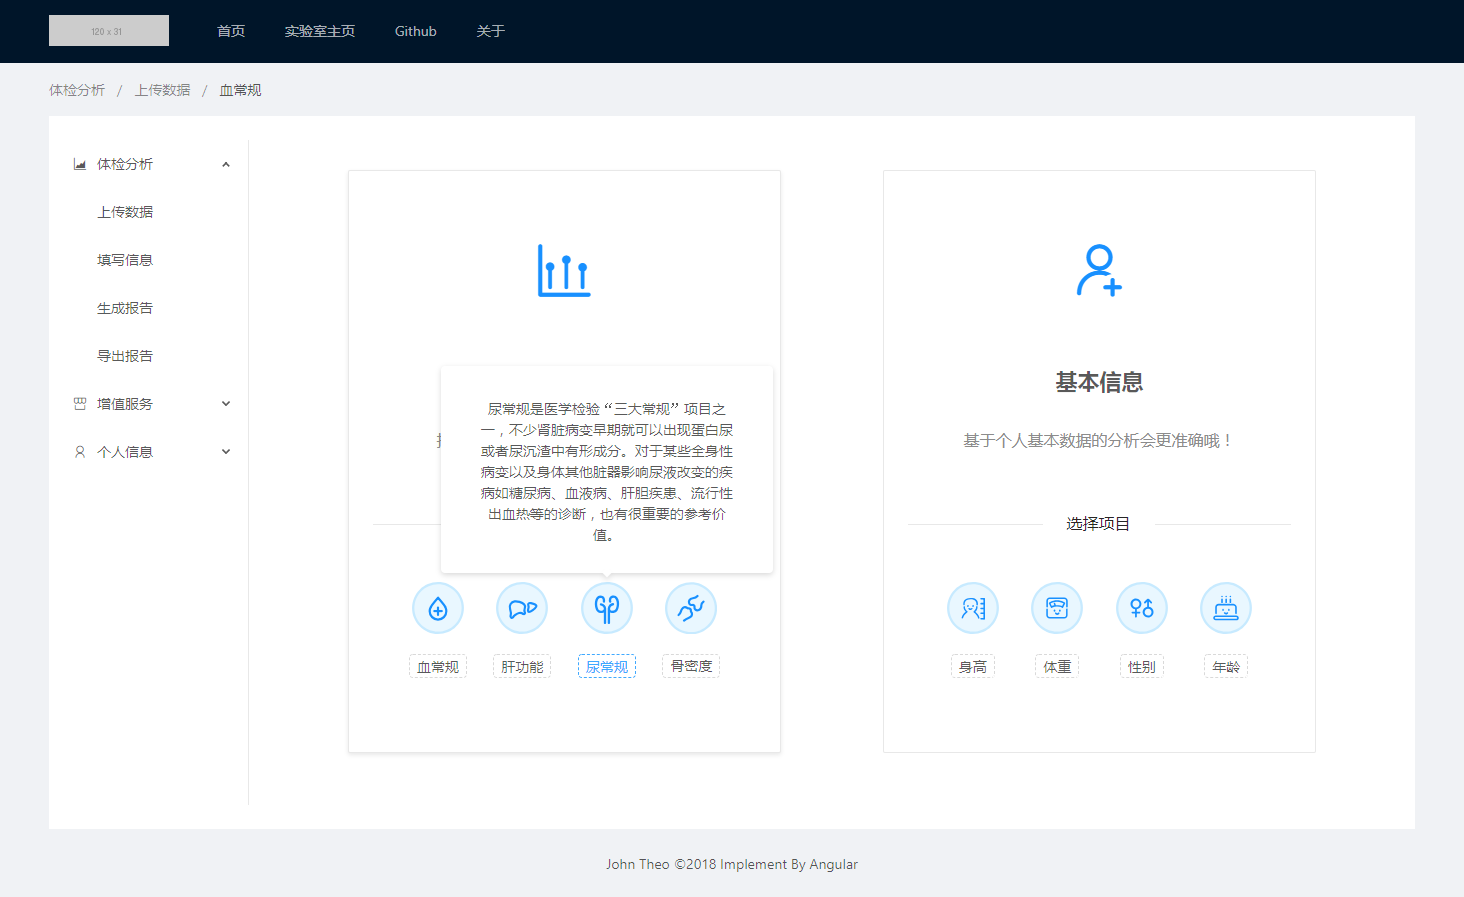 120 x 31
首页
实验室主页
Github
关于
体检分析 / 上传数据 / 血常规
体检分析
上传数据
填写信息
生成报告
导出报告
增值服务
个人信息
尿常规是医学检验“三大常规”项目之
一，不少肾脏病变早期就可以出现蛋白尿
或者尿沉渣中有形成分。对于某些全身性
病变以及身体其他脏器影响尿液改变的疾
病如糖尿病、血液病、肝胆疾患、流行性
出血热等的诊断，也有很重要的参考价
值。
血常规
肝功能
尿常规
骨密度
基本信息
基于个人基本数据的分析会更准确哦！
选择项目
身高
体重
性别
年龄
John Theo ©2018 Implement By Angular